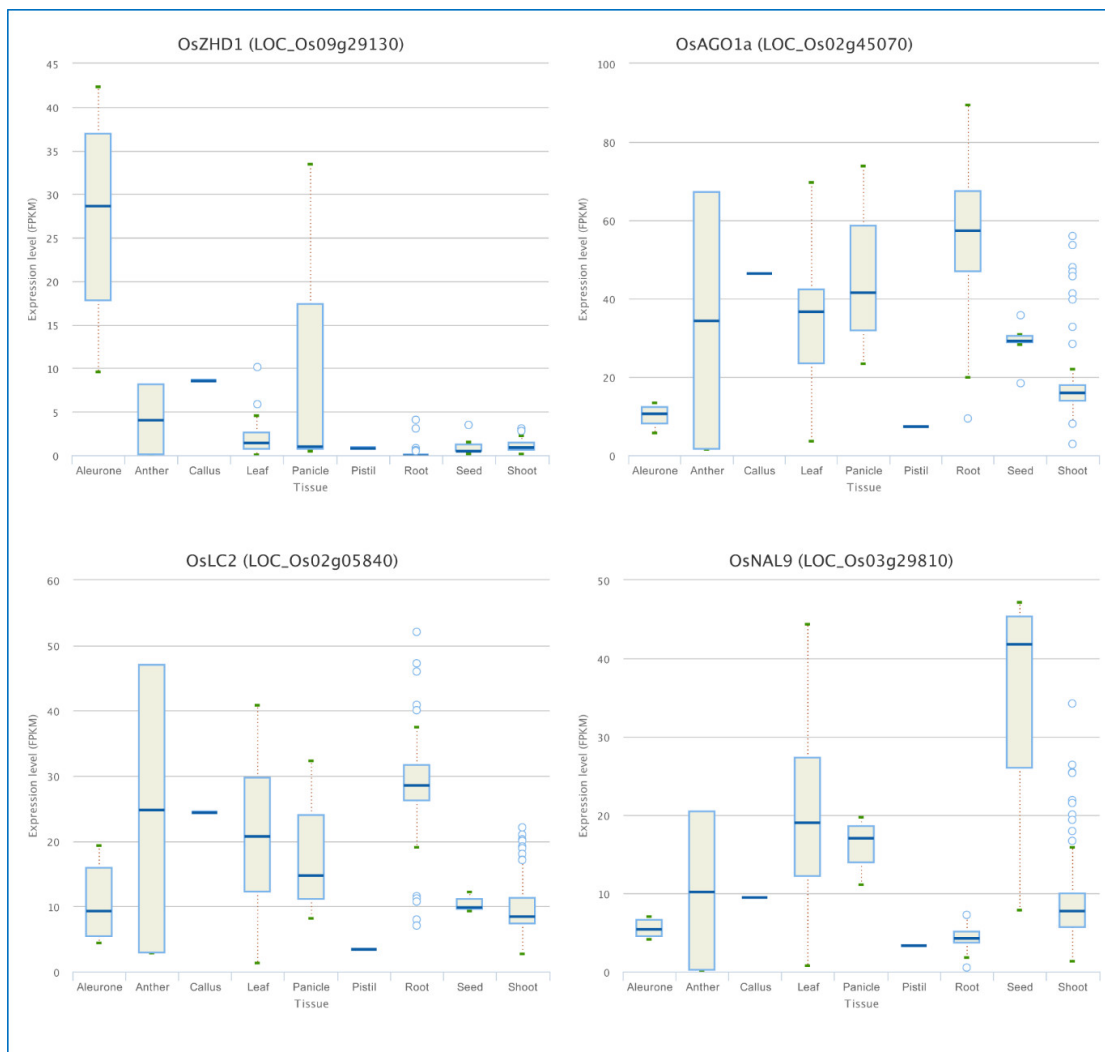 OsZHD1 (LOC_Os09g29130)
45
40
35
30
25
20
15
10
5
0
Expression level (FPKM)
Aleurone Anther Callus Leaf Panicle Pistil Root Seed Shoot
Tissue
OsAGO1a (LOC_Os02g45070)
100
80
60
40
20
0
Expression level (FPKM)
Aleurone Anther Callus Leaf Panicle Pistil Root Seed Shoot
Tissue
OsLC2 (LOC_Os02g05840)
60
50
40
30
20
10
0
Expression level (FPKM)
Aleurone Anther Callus Leaf Panicle Pistil Root Seed Shoot
Tissue
OsNAL9 (LOC_Os03g29810)
50
40
30
20
10
0
Expression level (FPKM)
Aleurone Anther Callus Leaf Panicle Pistil Root Seed Shoot
Tissue